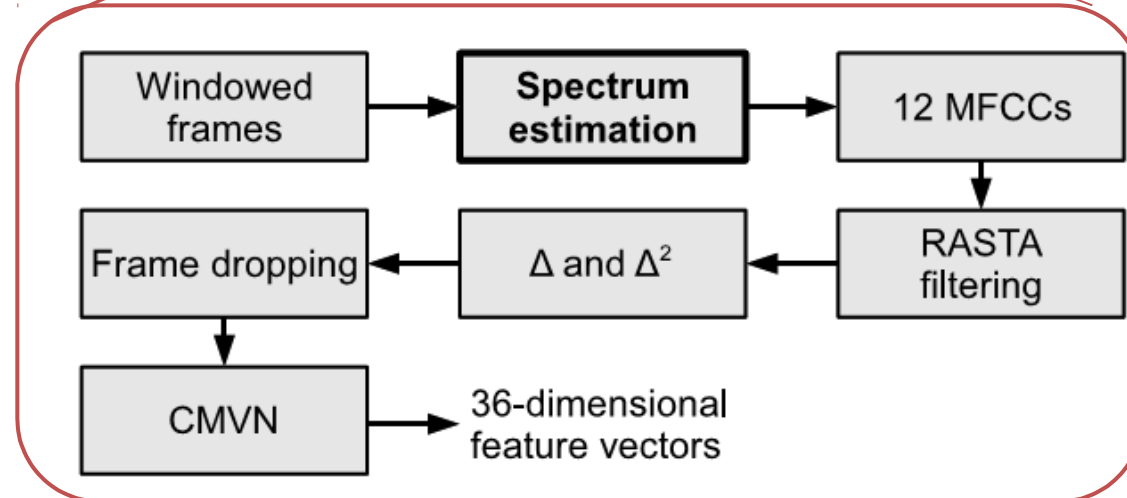 Windowed
frames
Spectrum
estimation
12 MFCCs
RASTA
filtering
Δ and Δ²
Frame dropping
CMVN
36-dimensional
feature vectors